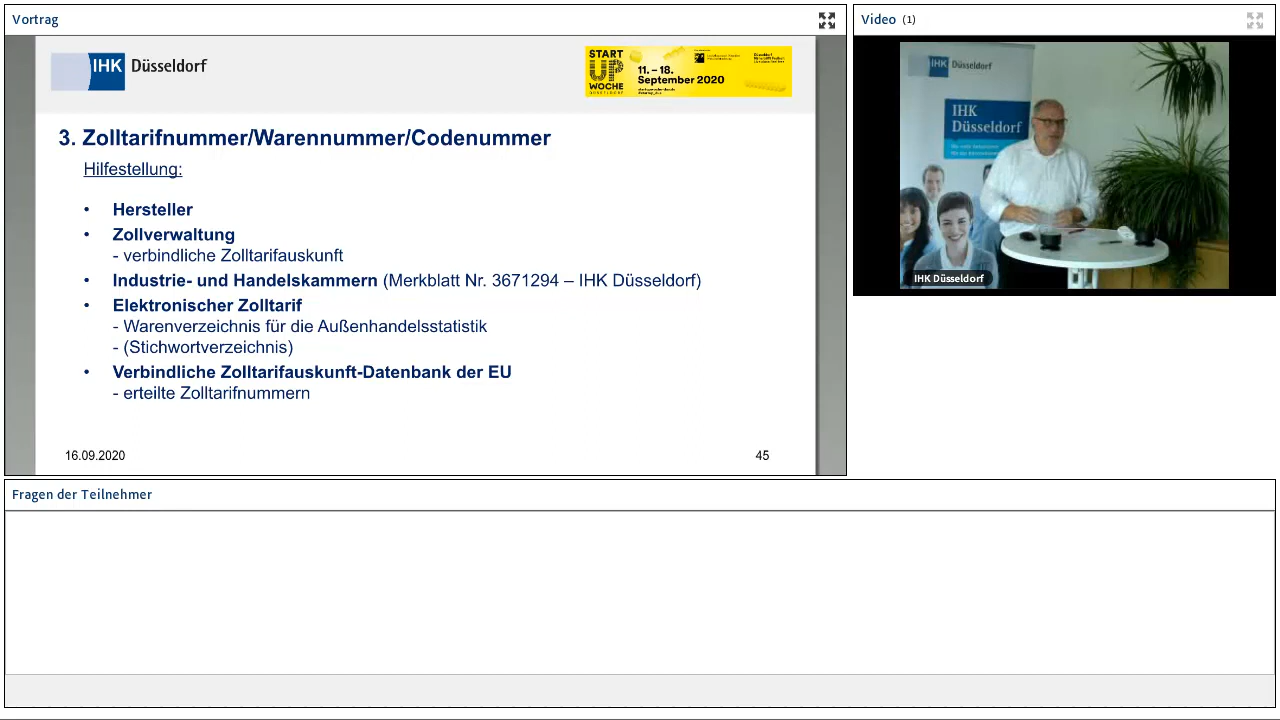 Vortrag
IHK Düsseldorf
START
UP
WOCHE
DÜSSELDORF
11. – 18.
September 2020
3. Zolltarifnummer/Warennummer/Codenummer
Hilfestellung:
• Hersteller
• Zollverwaltung
- verbindliche Zolltarifauskunft
• Industrie- und Handelskammern (Merkblatt Nr. 3671294 – IHK Düsseldorf)
• Elektronischer Zolltarif
- Warenverzeichnis für die Außenhandelsstatistik
- (Stichwortverzeichnis)
• Verbindliche Zolltarifauskunft-Datenbank der EU
- erteilte Zolltarifnummern
16.09.2020
45
Video (1)
IHK Düsseldorf
IHK
Düsseldorf
IHK Düsseldorf
Fragen der Teilnehmer